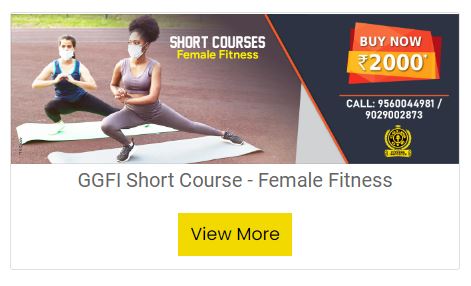 SHORT COURSES
Female Fitness
BUY NOW
₹2000*
CALL: 9560044981 /
9029002873
GGFI Short Course - Female Fitness
View More